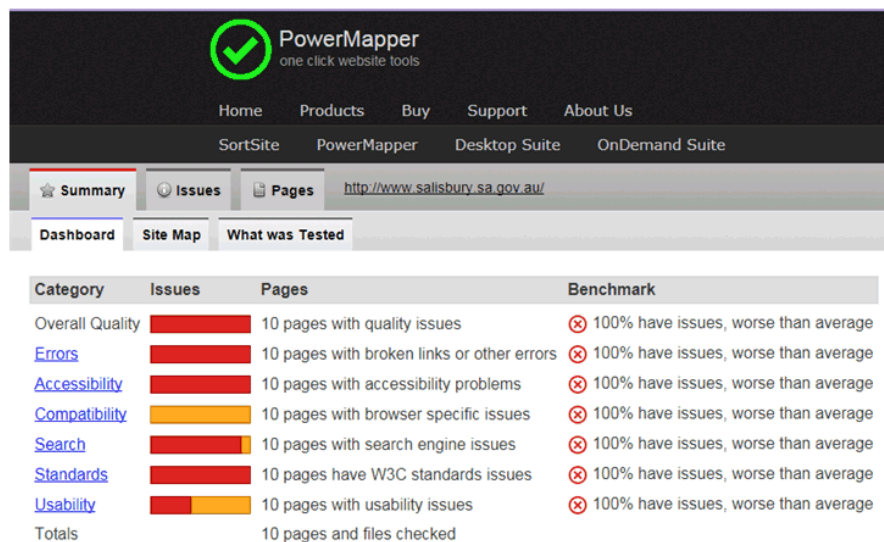 PowerMapper
one click website tools
Home Products Buy Support About Us
SortSite PowerMapper Desktop Suite OnDemand Suite
Summary Issues Pages http://www.salisbury.sa.gov.au/
Dashboard Site Map What was Tested
Category Issues Pages Benchmark
Overall Quality 10 pages with quality issues 100% have issues, worse than average
Errors 10 pages with broken links or other errors 100% have issues, worse than average
Accessibility 10 pages with accessibility problems 100% have issues, worse than average
Compatibility 10 pages with browser specific issues 100% have issues, worse than average
Search 10 pages with search engine issues 100% have issues, worse than average
Standards 10 pages have W3C standards issues 100% have issues, worse than average
Usability 10 pages with usability issues 100% have issues, worse than average
Totals 10 pages and files checked